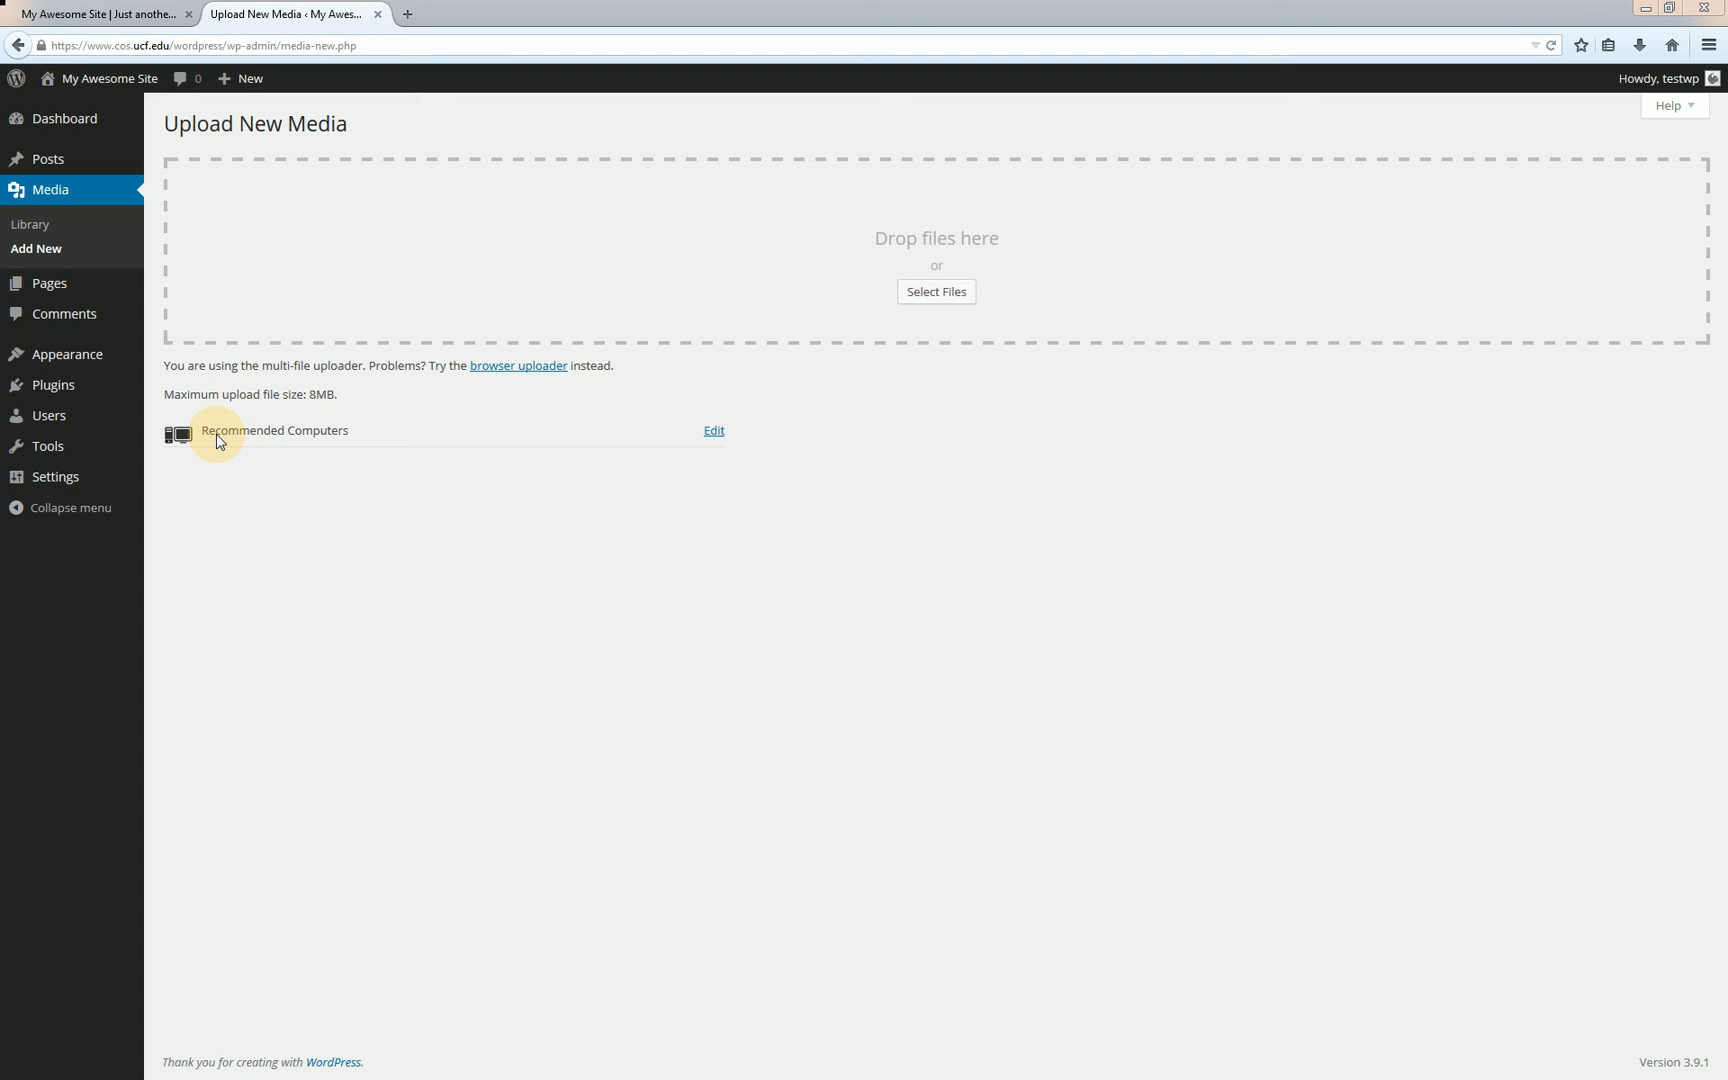 My Awesome Site | Just anothe...
Upload New Media ‹ My Awes...
https://www.cos.ucf.edu/wordpress/wp-admin/media-new.php
My Awesome Site
0
New
Howdy, testwp
Help
Dashboard
Posts
Media
Library
Add New
Pages
Comments
Appearance
Plugins
Users
Tools
Settings
Collapse menu
Upload New Media
Drop files here
or
Select Files
You are using the multi-file uploader. Problems? Try the browser uploader instead.
Maximum upload file size: 8MB.
Recommended Computers
Edit
Thank you for creating with WordPress.
Version 3.9.1